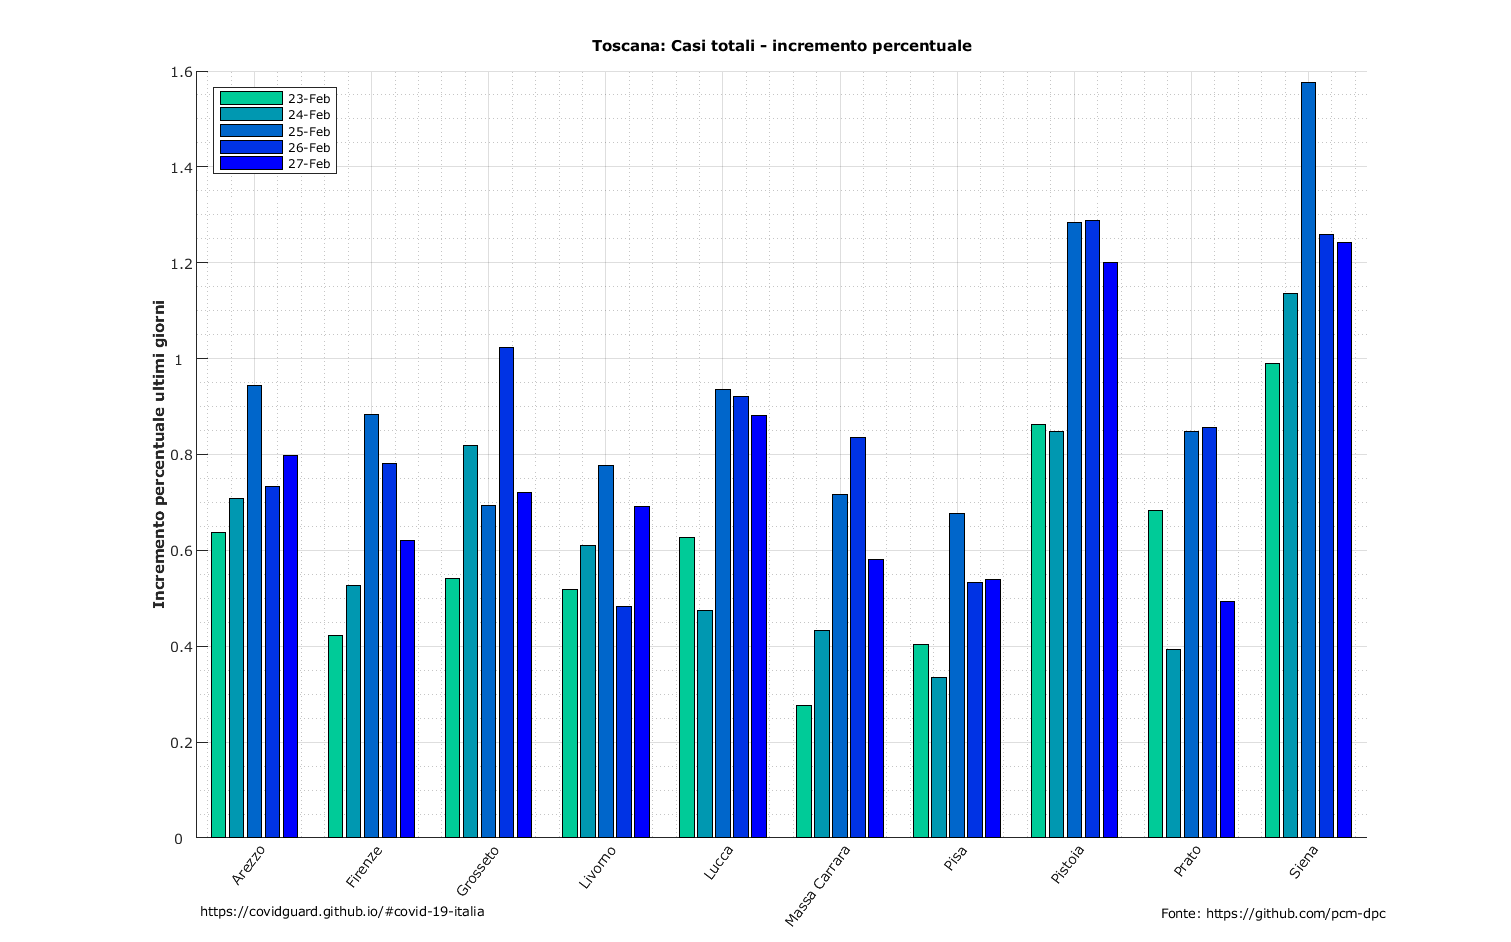 Toscana: Casi totali - incremento percentuale
1.6
1.4
1.2
1
0.8
0.6
0.4
0.2
0
Incremento percentuale ultimi giorni
23-Feb
24-Feb
25-Feb
26-Feb
27-Feb
Arezzo
Firenze
Grosseto
Livorno
Lucca
Massa Carrara
Pisa
Pistoia
Prato
Siena
https://covidguard.github.io/#covid-19-italia
Fonte: https://github.com/pcm-dpc